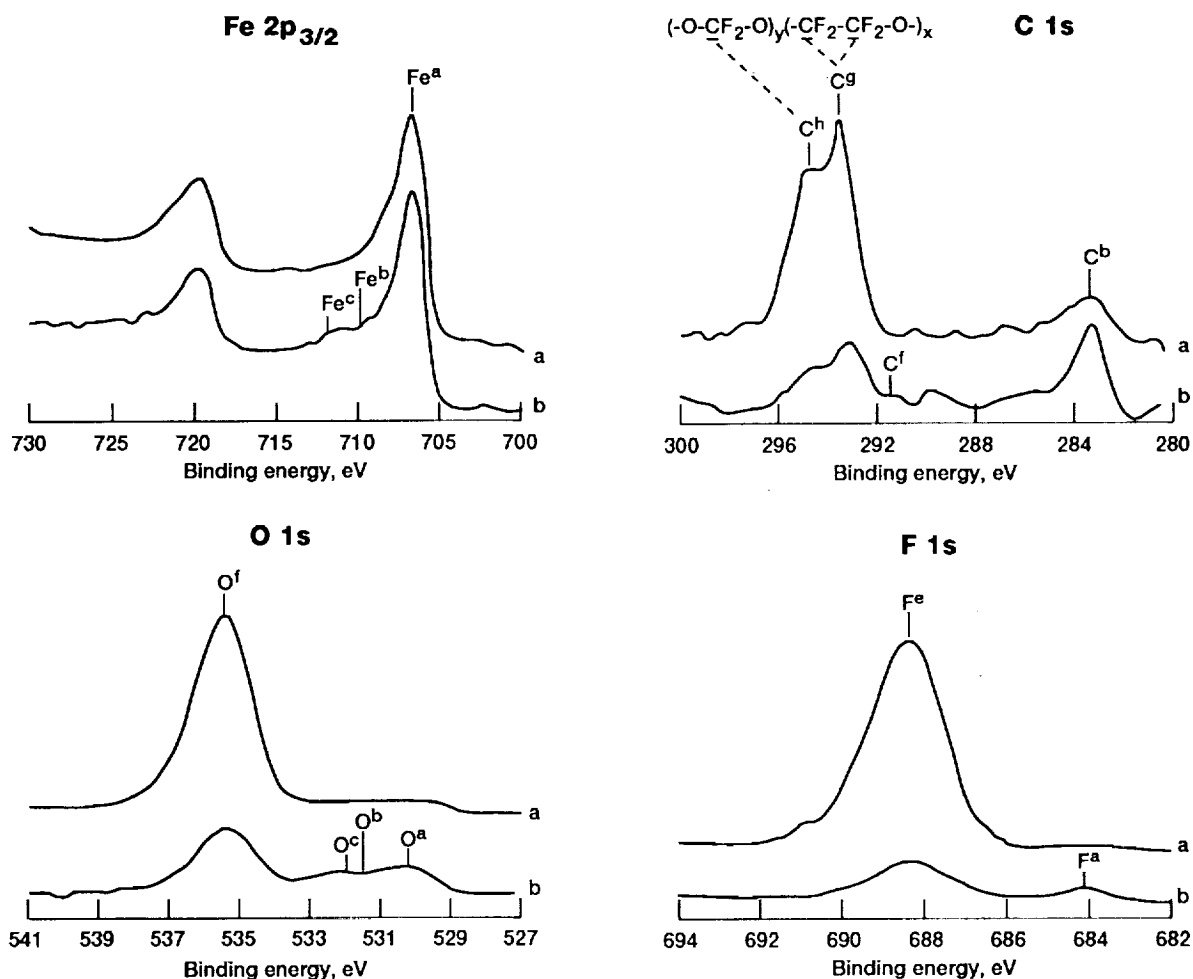 Fe 2p3/2
Fea
Feb
Fec
a
b
730 725 720 715 710 705 700
Binding energy, eV
(-O-CF2-O)y(-CF2-CF2-O-)x
C 1s
Cg
Ch
Cb
Cf
a
b
300 296 292 288 284 280
Binding energy, eV
O 1s
Of
a
Ob
Oc
Oa
b
541 539 537 535 533 531 529 527
Binding energy, eV
F 1s
Fe
a
Fa
b
694 692 690 688 686 684 682
Binding energy, eV